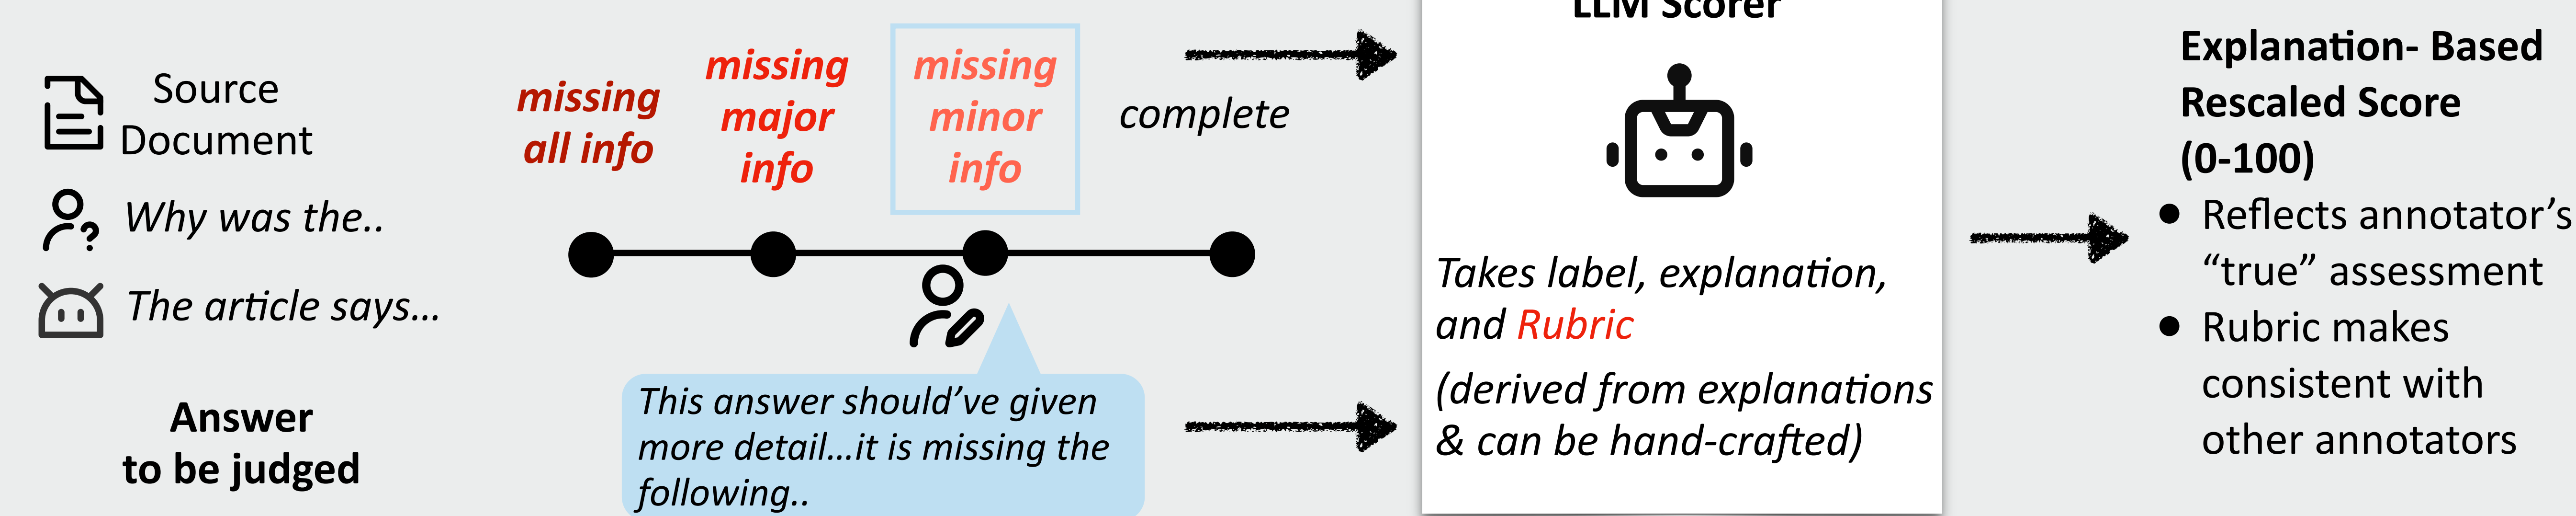 Source
Document
Why was the..
The article says...
Answer
to be judged
missing
all info
missing
major
info
missing
minor
info
complete
This answer should’ve given
more detail...it is missing the
following..
LLM Scorer
Takes label, explanation,
and Rubric
(derived from explanations
& can be hand-crafted)
Explanation- Based
Rescaled Score
(0-100)
● Reflects annotator’s
“true” assessment
● Rubric makes
consistent with
other annotators